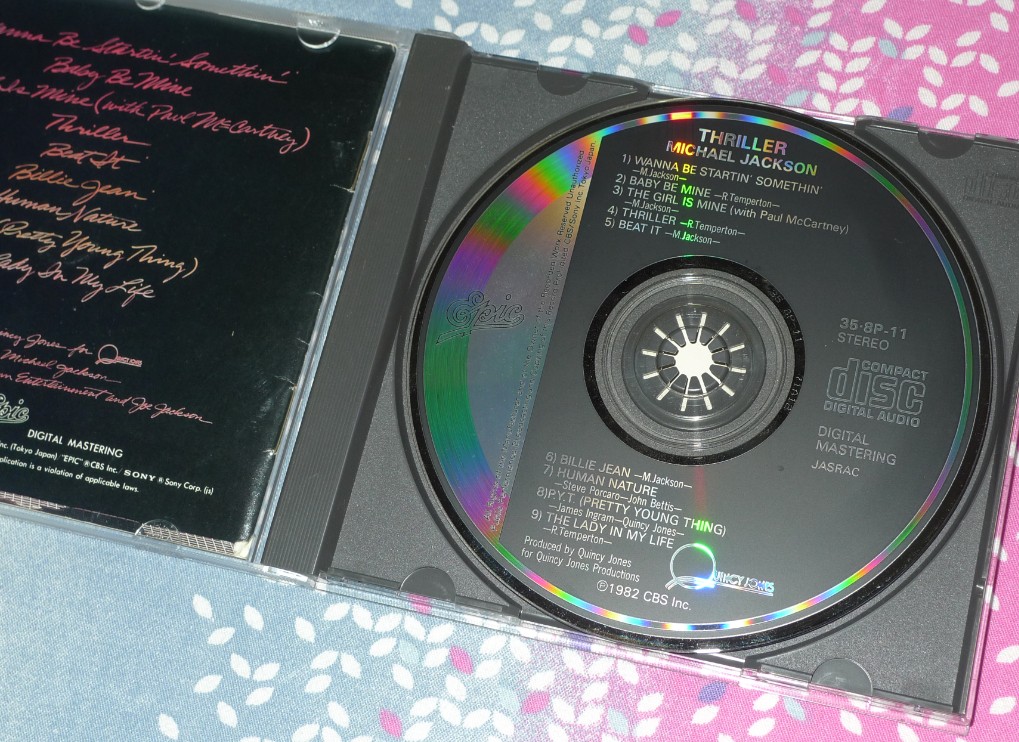 Be Startin' Somethin'
Baby Be Mine
Is Mine (with Paul McCartney)
Thriller
Beat It
Billie Jean
Human Nature
(Pretty Young Thing)
Lady In My Life
Jones for QUINCY JONES
Michael Jackson
Entertainment and Joe Jackson
Epic
DIGITAL MASTERING
Inc. (Tokyo Japan) "EPIC" ® CBS Inc./ SONY ® Sony Corp. (js)
is a violation of applicable laws.
THRILLER
MICHAEL JACKSON
1) WANNA BE STARTIN' SOMETHIN'
—M.Jackson—
2) BABY BE MINE —R.Temperton—
3) THE GIRL IS MINE (with Paul McCartney)
—M.Jackson—
4) THRILLER —R.Temperton—
5) BEAT IT —M.Jackson—
Epic
35·8P-11
STEREO
COMPACT
disc
DIGITAL AUDIO
DIGITAL
MASTERING
JASRAC
6) BILLIE JEAN —M.Jackson—
7) HUMAN NATURE
—Steve Porcaro—John Bettis—
8) P.Y.T. (PRETTY YOUNG THING)
—James Ingram—Quincy Jones—
9) THE LADY IN MY LIFE
—R.Temperton—
Produced by Quincy Jones
for Quincy Jones Productions
QUINCY JONES
℗1982 CBS Inc.